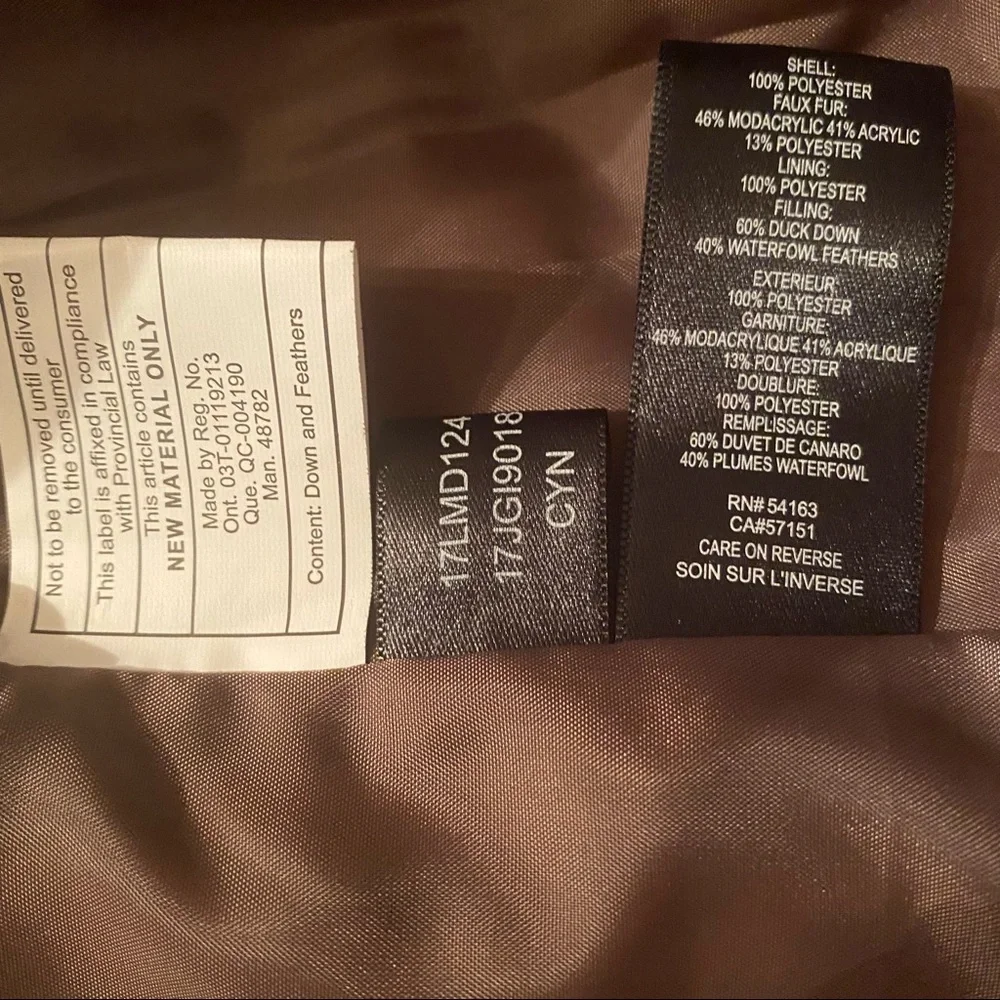 Not to be removed until delivered
to the consumer
This label is affixed in compliance
with Provincial Law
This article contains
NEW MATERIAL ONLY
Made by Reg. No.
Ont. 03T-01119213
Que. QC-004190
Man. 48782
Content: Down and Feathers
17LMD124
17JGI9018
CYN
SHELL:
100% POLYESTER
FAUX FUR:
46% MODACRYLIC 41% ACRYLIC
13% POLYESTER
LINING:
100% POLYESTER
FILLING:
60% DUCK DOWN
40% WATERFOWL FEATHERS
EXTERIEUR:
100% POLYESTER
GARNITURE:
46% MODACRYLIQUE 41% ACRYLIQUE
13% POLYESTER
DOUBLURE:
100% POLYESTER
REMPLISSAGE:
60% DUVET DE CANARO
40% PLUMES WATERFOWL
RN# 54163
CA#57151
CARE ON REVERSE
SOIN SUR L'INVERSE